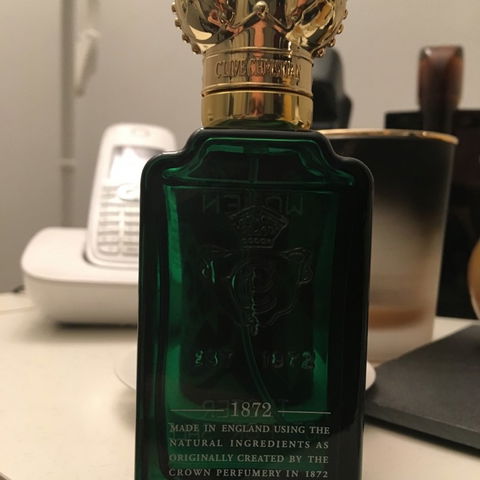 CLIVE CHRISTIAN
WOMEN
EST 1872
1872
MADE IN ENGLAND USING THE
NATURAL INGREDIENTS AS
ORIGINALLY CREATED BY THE
CROWN PERFUMERY IN 1872